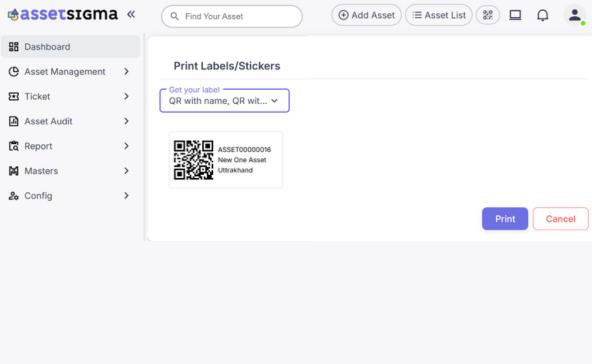 assetsigma
Find Your Asset
Add Asset
Asset List
Dashboard
Asset Management
Ticket
Asset Audit
Report
Masters
Config
Print Labels/Stickers
Get your label
QR with name, QR wit...
ASSET00000016
New One Asset
Uttrakhand
Print
Cancel